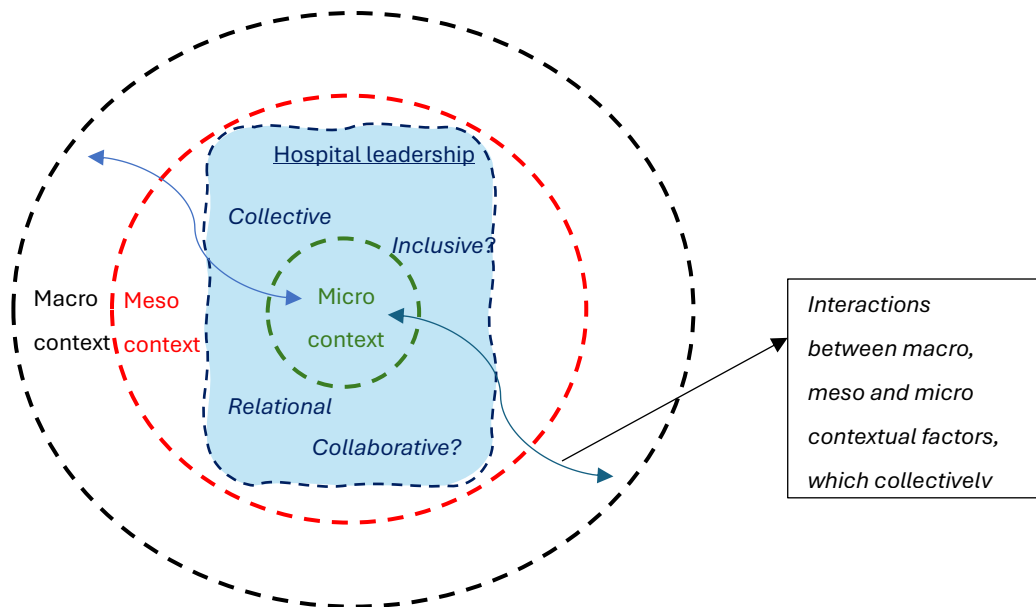 Hospital leadership
Collective
Inclusive?
Macro
context
Meso
context
Micro
context
Relational
Collaborative?
Interactions
between macro,
meso and micro
contextual factors,
which collectively